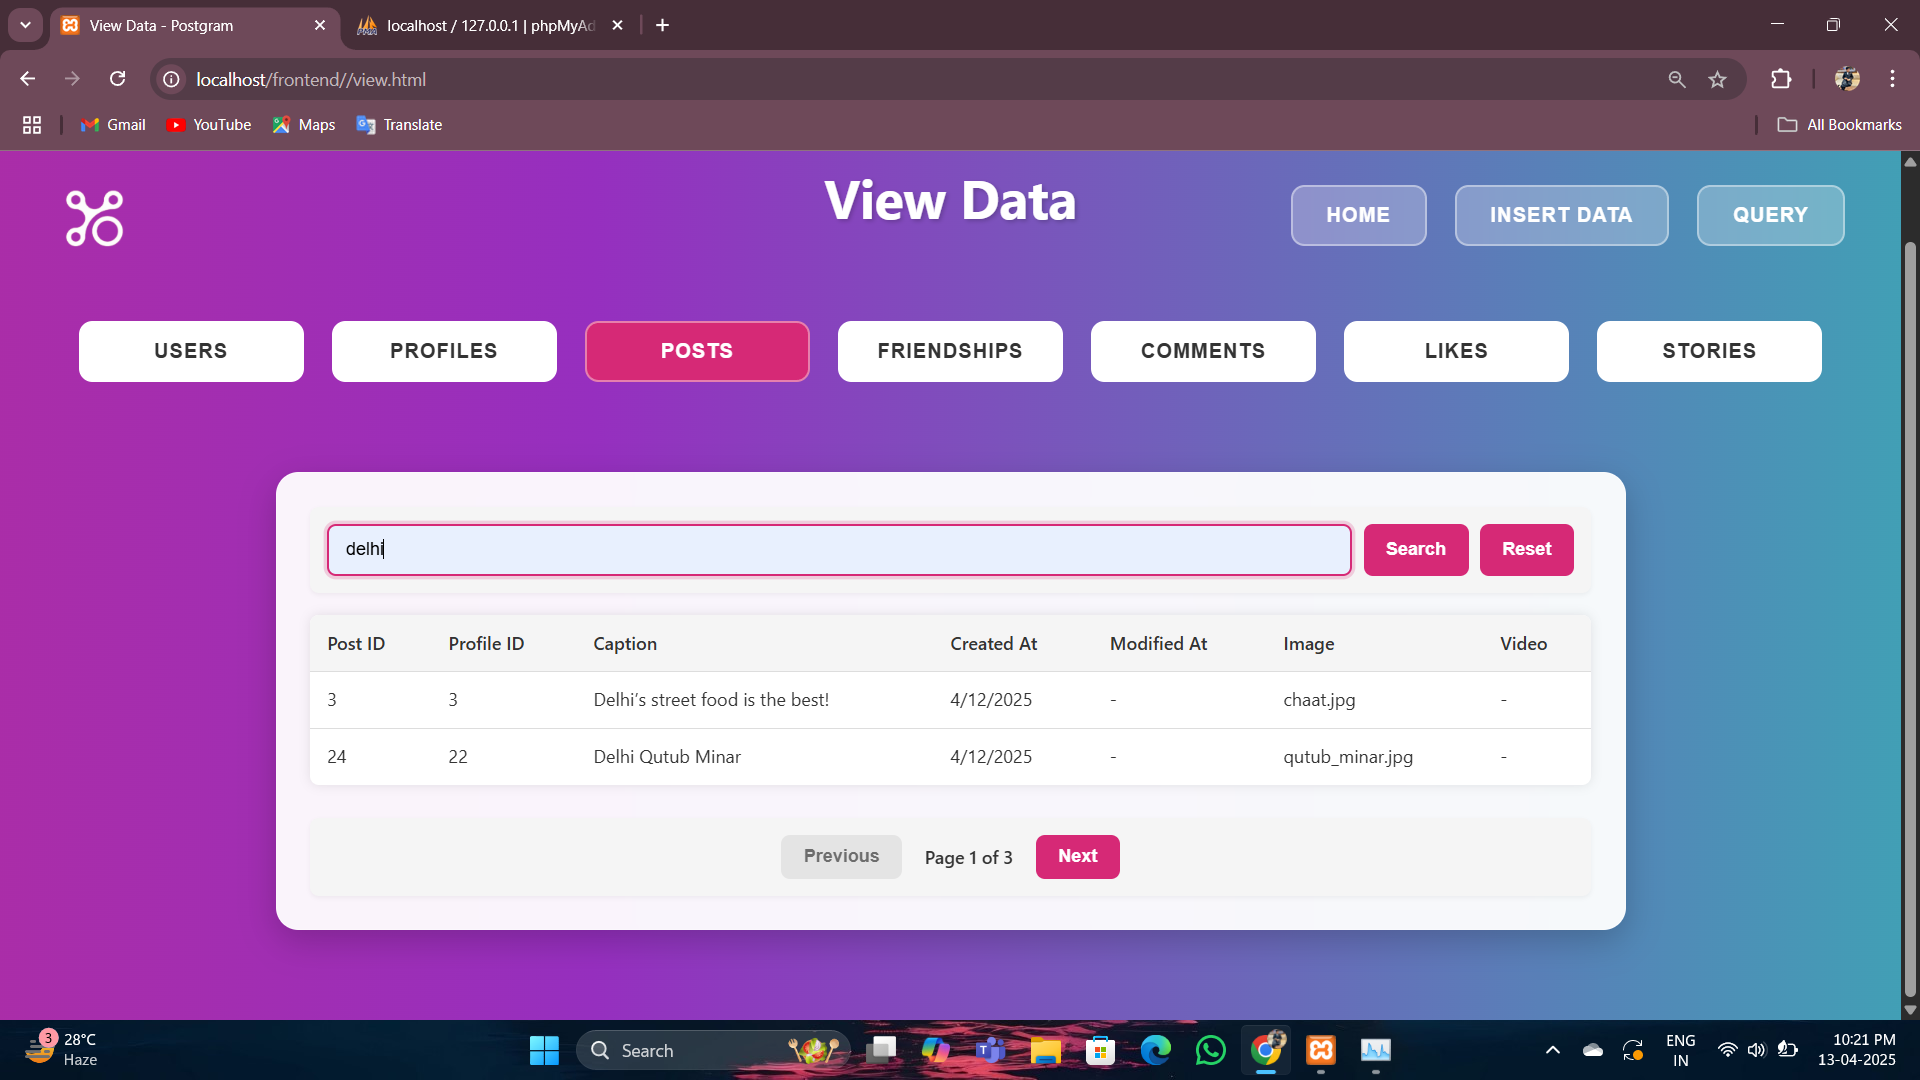 View Data - Postgram
localhost / 127.0.0.1 | phpMyAd
localhost/frontend//view.html
Gmail
YouTube
Maps
Translate
All Bookmarks
View Data
HOME
INSERT DATA
QUERY
USERS
PROFILES
POSTS
FRIENDSHIPS
COMMENTS
LIKES
STORIES
delhi
Search
Reset
Post ID Profile ID Caption Created At Modified At Image Video
3 3 Delhi's street food is the best! 4/12/2025 - chaat.jpg -
24 22 Delhi Qutub Minar 4/12/2025 - qutub_minar.jpg -
Previous
Page 1 of 3
Next
3
28°C
Haze
Search
ENG
IN
10:21 PM
13-04-2025